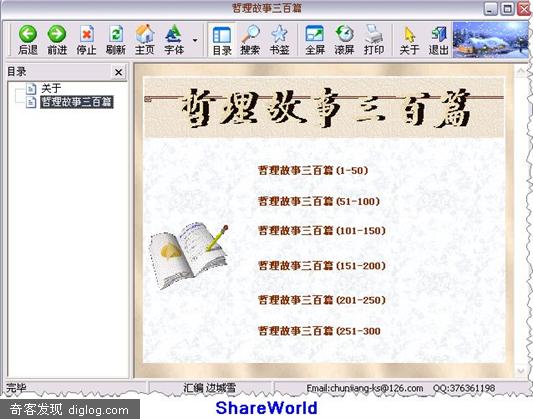 哲理故事三百篇
后退 前进 停止 刷新 主页 字体 目录 搜索 书签 全屏 滚屏 打印 关于 退出
目录
关于
哲理故事三百篇
哲理故事三百篇
哲理故事三百篇(1-50)
哲理故事三百篇(51-100)
哲理故事三百篇(101-150)
哲理故事三百篇(151-200)
哲理故事三百篇(201-250)
哲理故事三百篇(251-300
完毕 汇编 边城雪 Email:chunjiang-ks@126.com QQ:376361198
奇客发现 diglog.com
ShareWorld